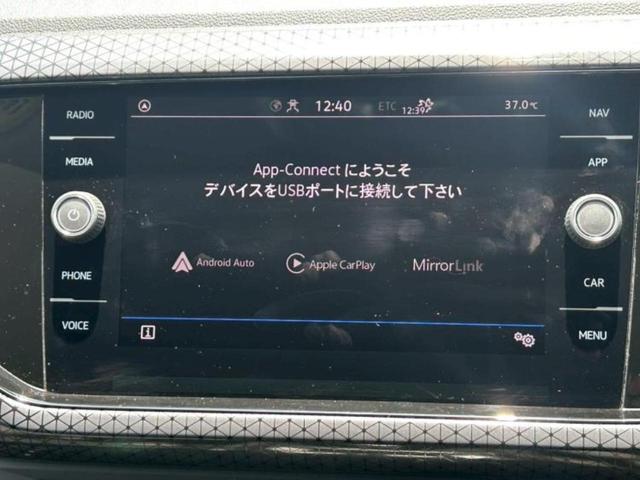 RADIO
MEDIA
PHONE
VOICE
12:40
ETC
12:39
37.0℃
App-Connect にようこそ
デバイスをUSBポートに接続して下さい
Android Auto
Apple CarPlay
MirrorLink
NAV
APP
CAR
MENU